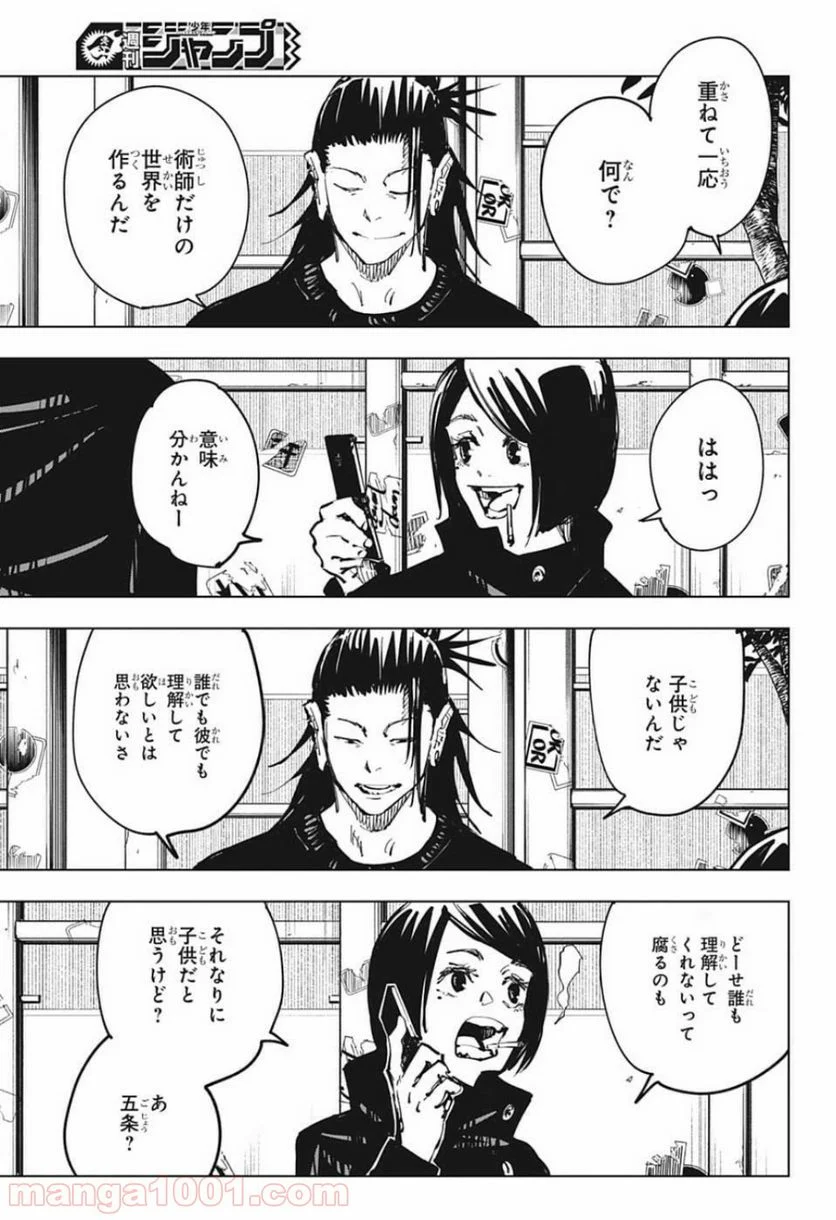 週刊
少年
ジャンプ
重ねて一応
何で?
術師だけの
世界を
作るんだ
ははっ
意味
分かんねー
子供じゃ
ないんだ
誰でも彼でも
理解して
欲しいとは
思わないさ
どーせ誰も
理解して
くれないって
腐るのも
それなりに
子供だと
思うけど?
あ
五条?
OK
LOR
OK
LOR
manga1001.com